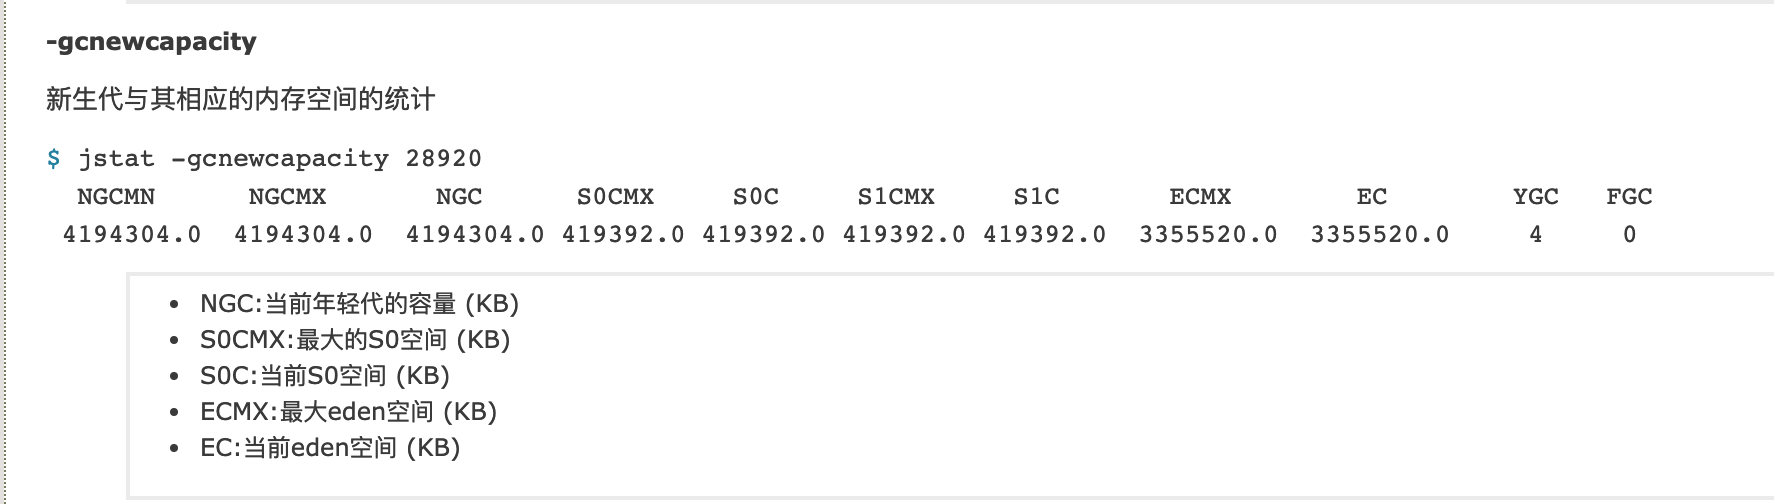 -gcnewcapacity
新生代与其相应的内存空间的统计
$ jstat -gcnewcapacity 28920
NGCMN NGCMX NGC S0CMX S0C S1CMX S1C ECMX EC YGC FGC
4194304.0 4194304.0 4194304.0 419392.0 419392.0 419392.0 419392.0 3355520.0 3355520.0 4 0
• NGC:当前年轻代的容量 (KB)
• S0CMX:最大的S0空间 (KB)
• S0C:当前S0空间 (KB)
• ECMX:最大eden空间 (KB)
• EC:当前eden空间 (KB)